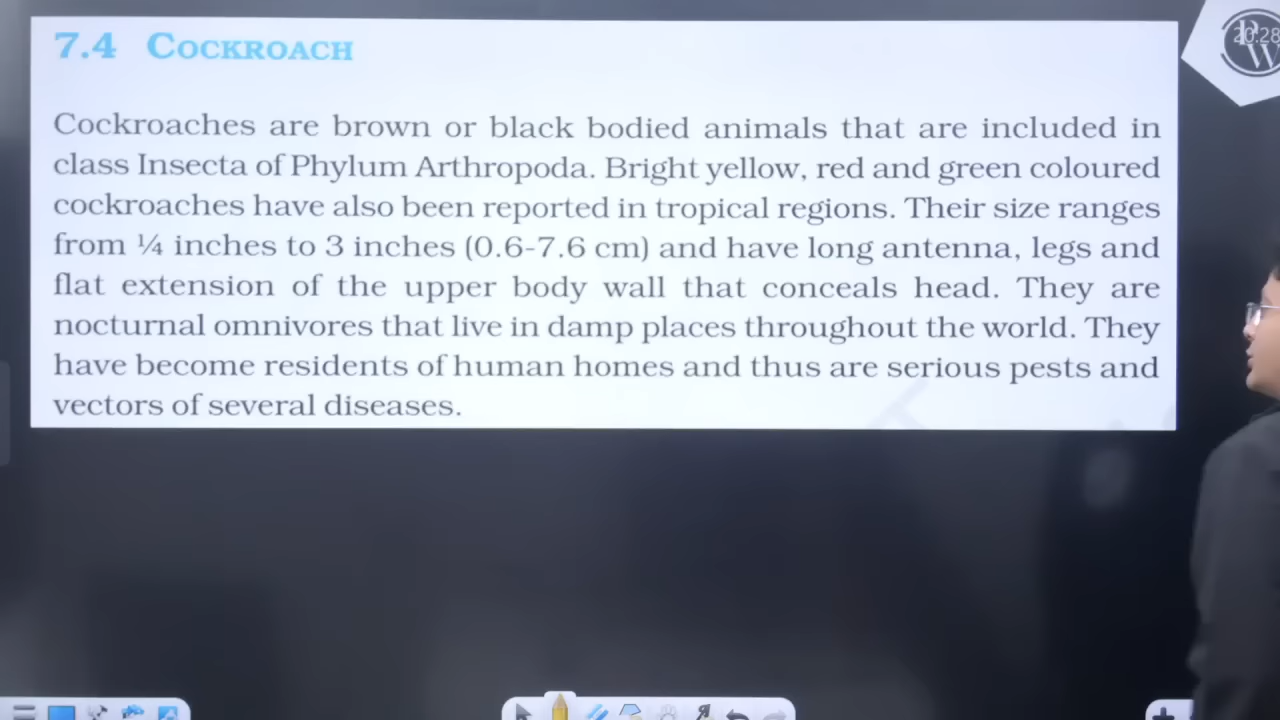 7.4 COCKROACH
Cockroaches are brown or black bodied animals that are included in
class Insecta of Phylum Arthropoda. Bright yellow, red and green coloured
cockroaches have also been reported in tropical regions. Their size ranges
from ¼ inches to 3 inches (0.6-7.6 cm) and have long antenna, legs and
flat extension of the upper body wall that conceals head. They are
nocturnal omnivores that live in damp places throughout the world. They
have become residents of human homes and thus are serious pests and
vectors of several diseases.
20:28
PW